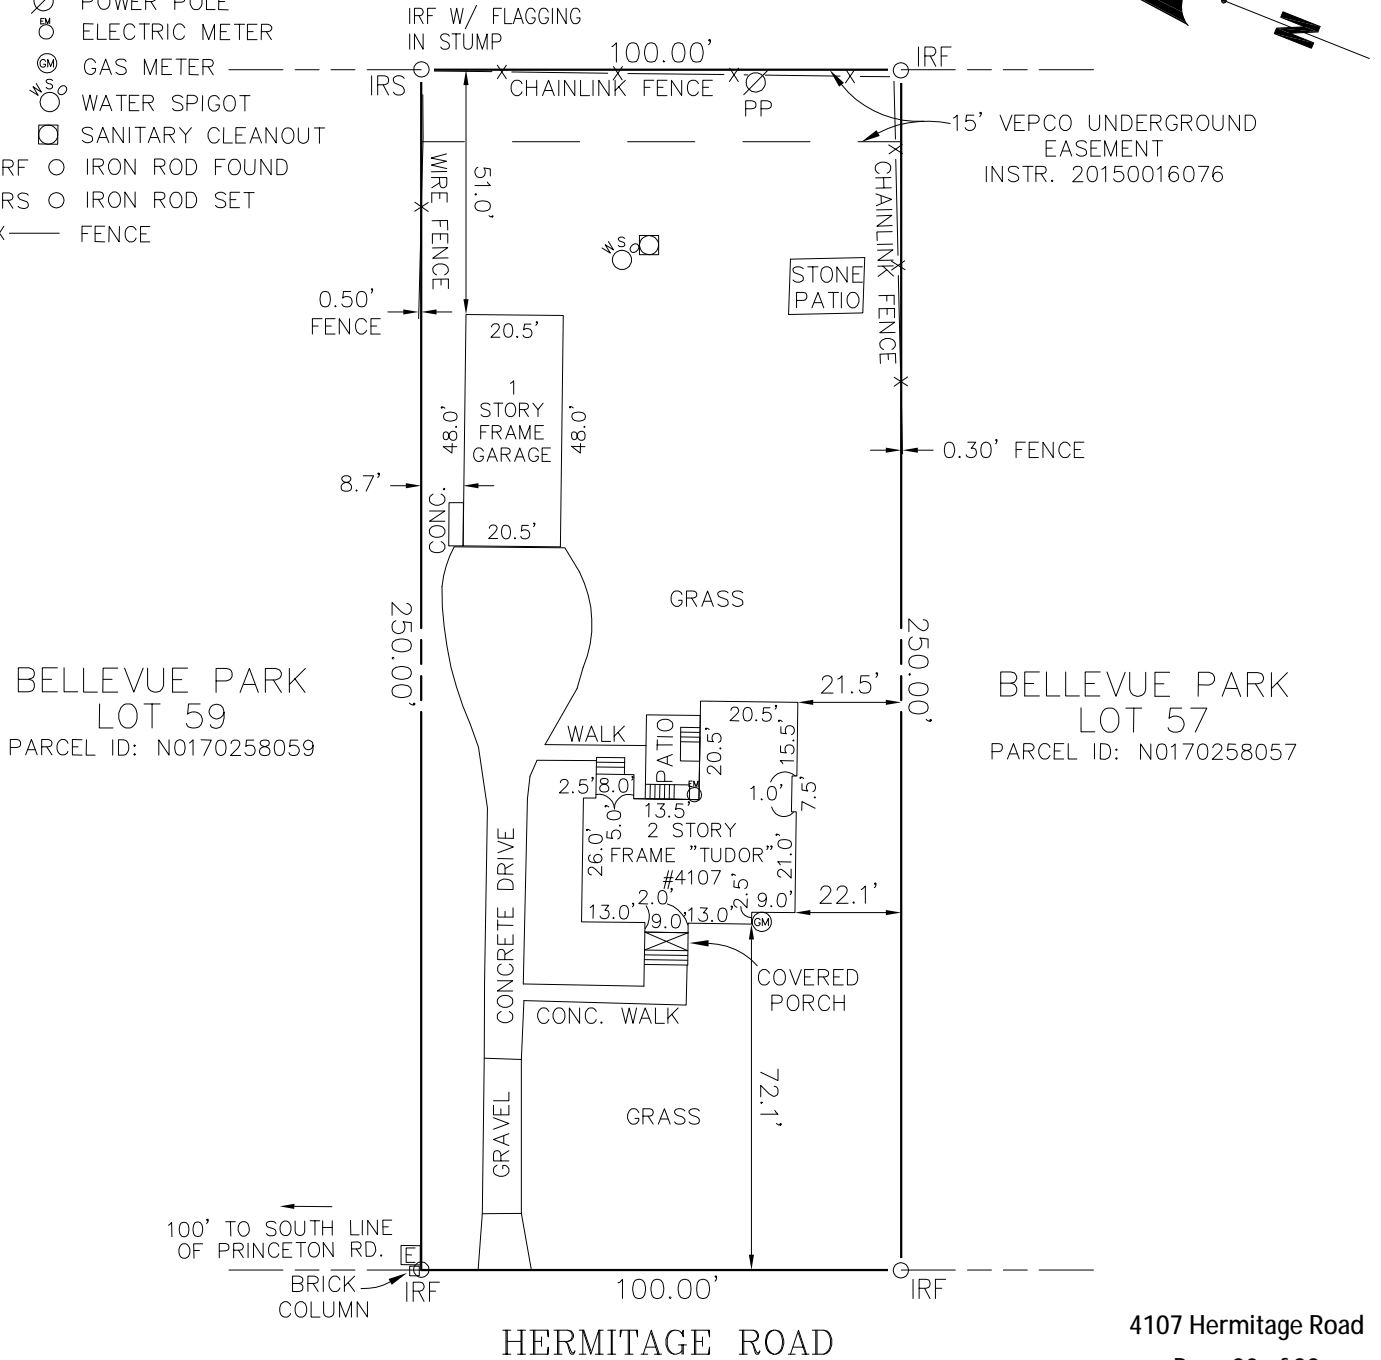 POWER POLE
EM
ELECTRIC METER
GM
GAS METER
WSO
WATER SPIGOT
SANITARY CLEANOUT
RF IRON ROD FOUND
RS IRON ROD SET
X FENCE
IRF W/ FLAGGING
IN STUMP
N
100.00'
IRF
IRS
CHAINLINK FENCE
PP
15' VEPCO UNDERGROUND
EASEMENT
INSTR. 20150016076
WIRE FENCE
51.0'
CHAINLINK FENCE
WSO
STONE
PATIO
0.50'
FENCE
20.5'
1
STORY
FRAME
GARAGE
48.0'
48.0'
0.30' FENCE
8.7'
CONC.
20.5'
GRASS
250.00'
250.00'
BELLEVUE PARK
LOT 59
PARCEL ID: N0170258059
BELLEVUE PARK
LOT 57
PARCEL ID: N0170258057
21.5'
20.5'
WALK
PATIO
20.5'
15.5'
EM
2.5'
8.0'
1.0'
7.5'
13.5'
5.0'
26.0'
2 STORY
FRAME "TUDOR"
#4107
21.0'
2.5'
2.0'
9.0'
22.1'
13.0'
9.0'
13.0'
GM
CONCRETE DRIVE
COVERED
PORCH
CONC. WALK
72.1'
GRAVEL
GRASS
100' TO SOUTH LINE
OF PRINCETON RD.
E
BRICK
COLUMN
IRF
100.00'
IRF
HERMITAGE ROAD
4107 Hermitage Road